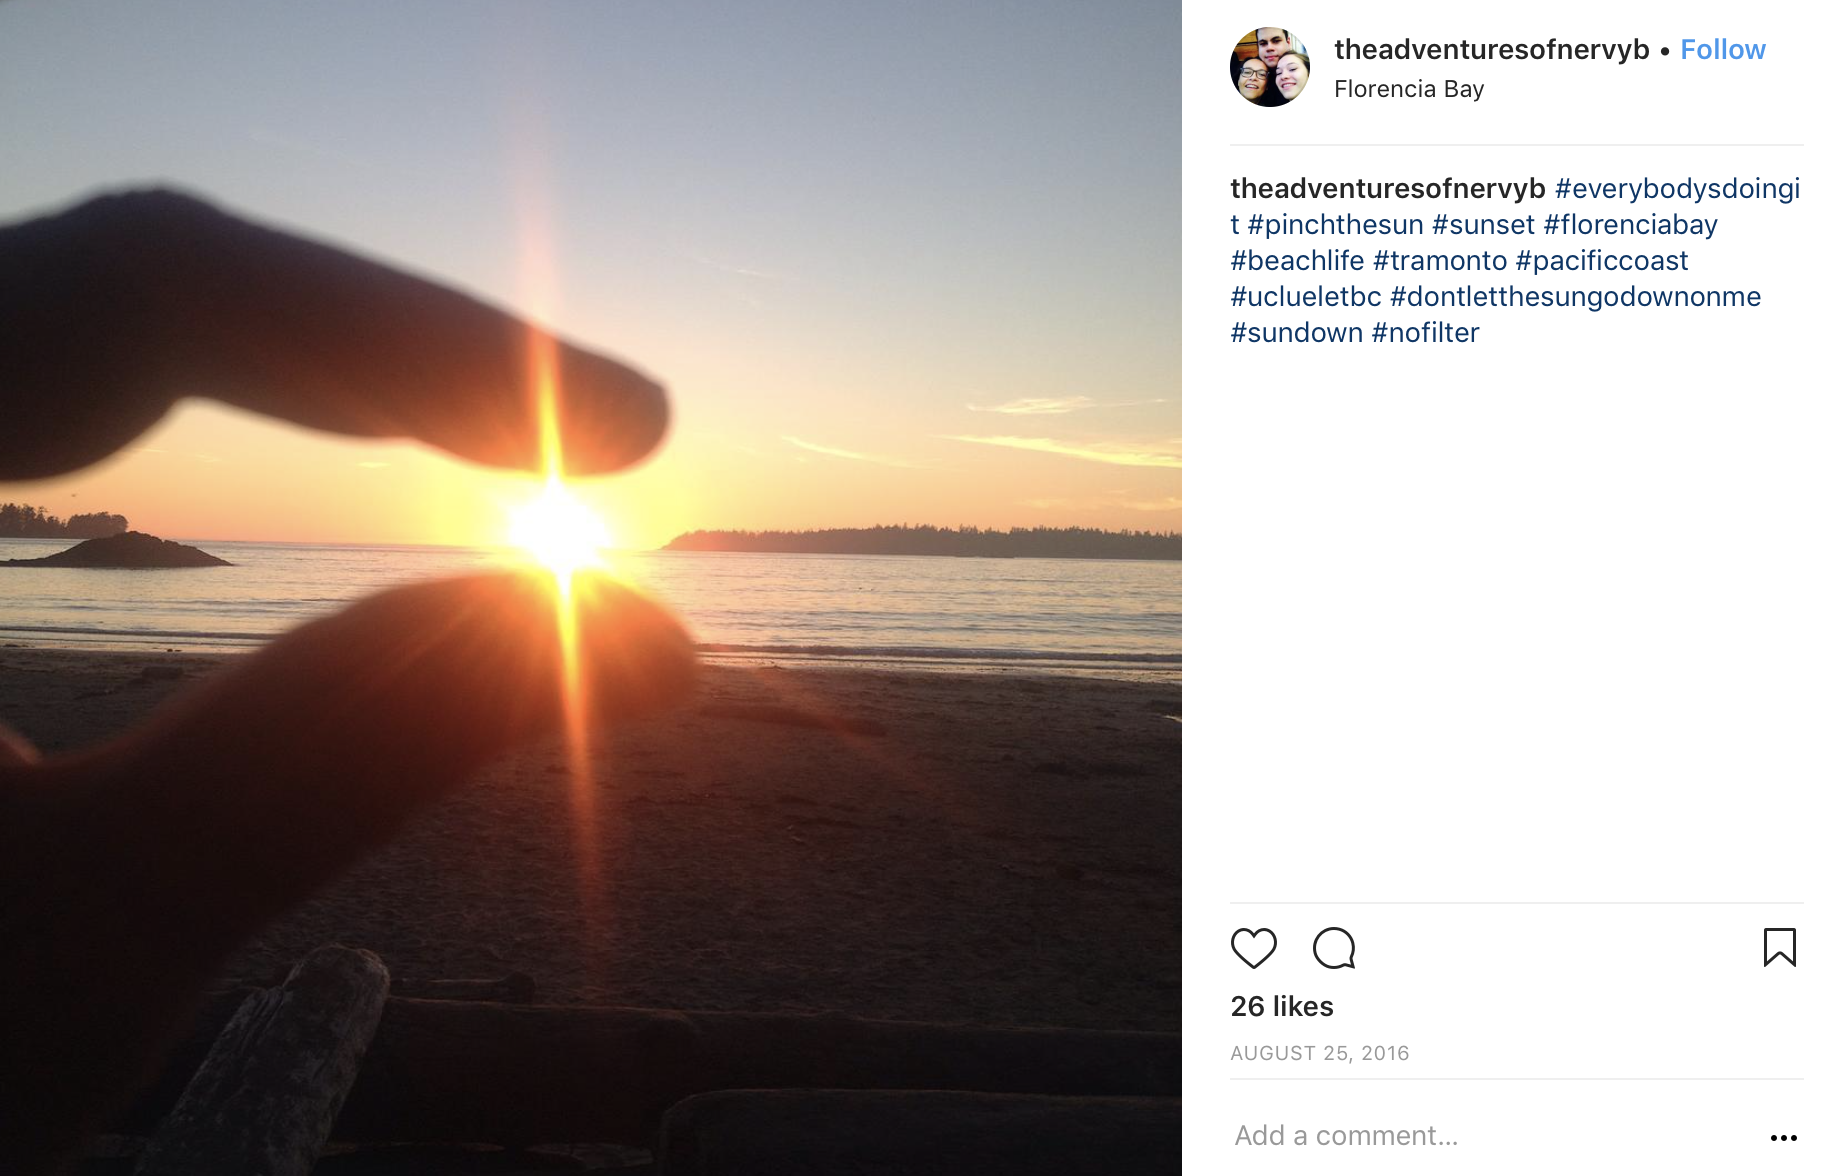 theadventuresofnervyb • Follow
Florencia Bay
theadventuresofnervyb #everybodysdoingi
t #pinchthesun #sunset #florenciabay
#beachlife #tramonto #pacificcoast
#uclueletbc #dontletthesungodownonme
#sundown #nofilter
26 likes
AUGUST 25, 2016
Add a comment...